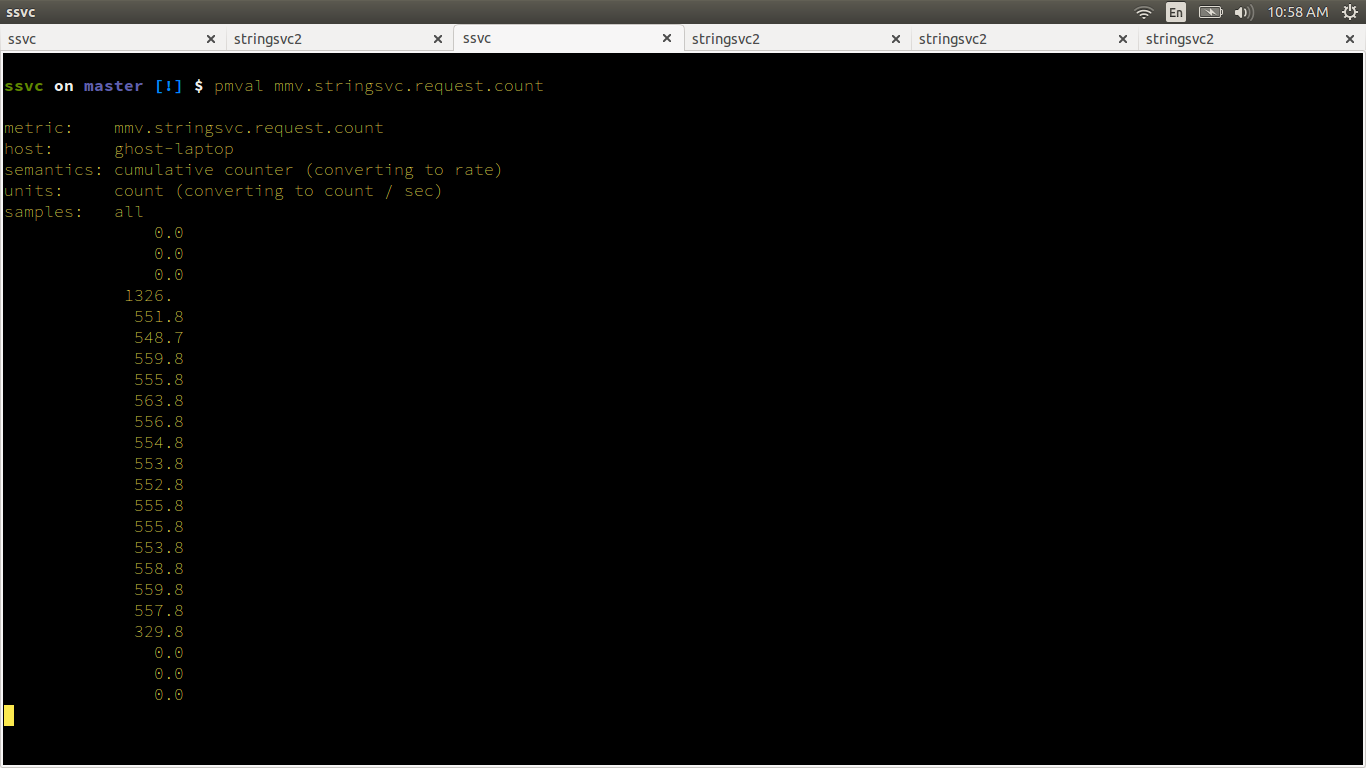 ssvc En 10:58 AM
ssvc × stringsvc2 × ssvc × stringsvc2 × stringsvc2 × stringsvc2 ×
ssvc on master [!] $ pmval mmv.stringsvc.request.count
metric: mmv.stringsvc.request.count
host: ghost-laptop
semantics: cumulative counter (converting to rate)
units: count (converting to count / sec)
samples: all
0.0
0.0
0.0
1326.
551.8
548.7
559.8
555.8
563.8
556.8
554.8
553.8
552.8
555.8
555.8
553.8
558.8
559.8
557.8
329.8
0.0
0.0
0.0